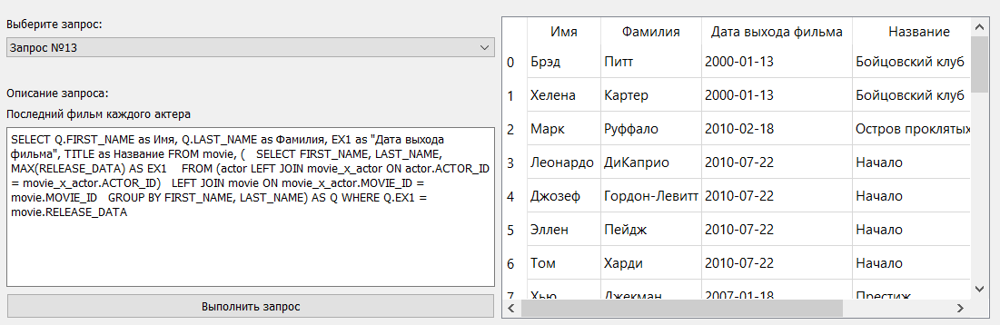 Выберите запрос:
Запрос №13
Описание запроса:
Последний фильм каждого актера
SELECT Q.FIRST_NAME as Имя, Q.LAST_NAME as Фамилия, EX1 as "Дата выхода
фильма", TITLE as Название FROM movie, (   SELECT FIRST_NAME, LAST_NAME,
MAX(RELEASE_DATA) AS EX1    FROM (actor LEFT JOIN movie_x_actor ON actor.ACTOR_ID
= movie_x_actor.ACTOR_ID)   LEFT JOIN movie ON movie_x_actor.MOVIE_ID =
movie.MOVIE_ID   GROUP BY FIRST_NAME, LAST_NAME) AS Q WHERE Q.EX1 =
movie.RELEASE_DATA
Выполнить запрос
Имя Фамилия Дата выхода фильма Название
0 Брэд Питт 2000-01-13 Бойцовский клуб
1 Хелена Картер 2000-01-13 Бойцовский клуб
2 Марк Руффало 2010-02-18 Остров проклятых
3 Леонардо ДиКаприо 2010-07-22 Начало
4 Джозеф Гордон-Левитт 2010-07-22 Начало
5 Эллен Пейдж 2010-07-22 Начало
6 Том Харди 2010-07-22 Начало
7 Хью Джекман 2007-01-18 Престиж